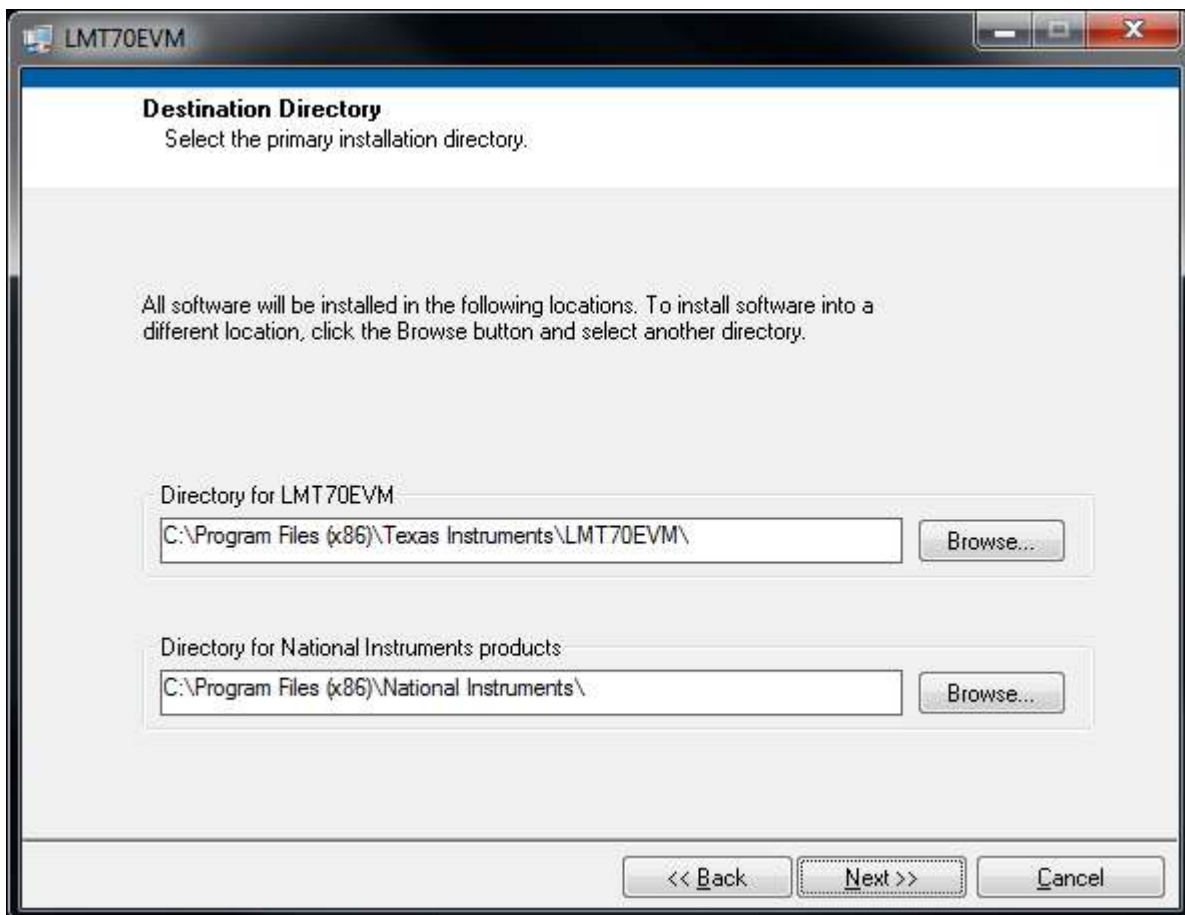 LMT70EVM
Destination Directory
Select the primary installation directory.
All software will be installed in the following locations. To install software into a
different location, click the Browse button and select another directory.
Directory for LMT70EVM
C:\Program Files (x86)\Texas Instruments\LMT70EVM\
Browse...
Directory for National Instruments products
C:\Program Files (x86)\National Instruments\
Browse...
<< Back
Next >>
Cancel